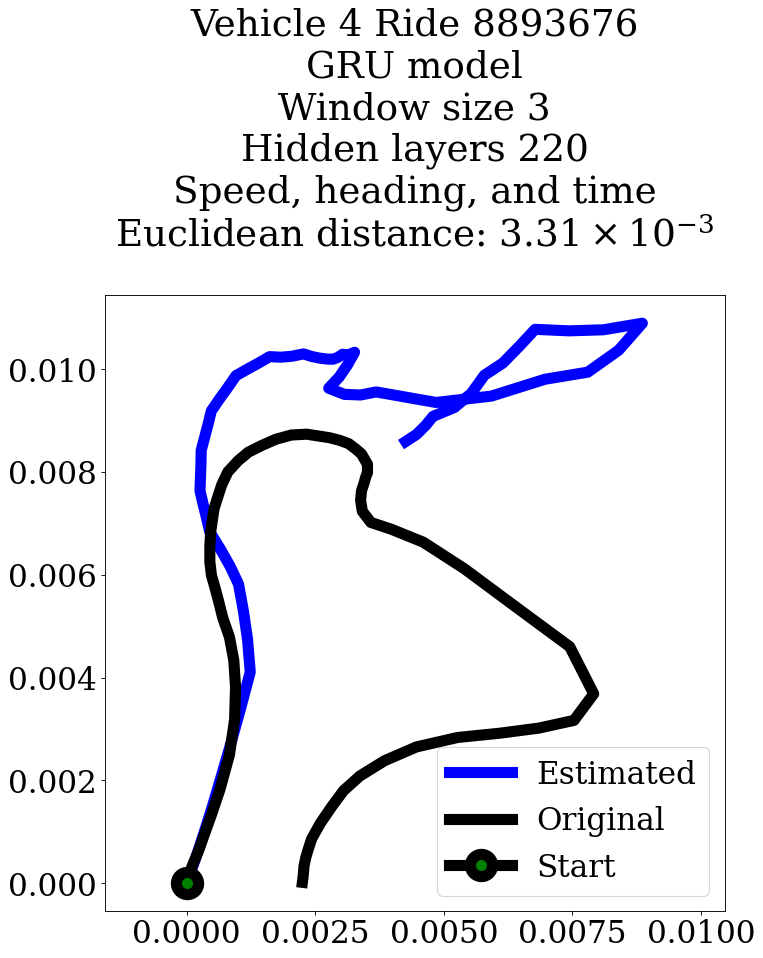 Vehicle 4 Ride 8893676
GRU model
Window size 3
Hidden layers 220
Speed, heading, and time
Euclidean distance: 3.31 × 10⁻³
0.010
0.008
0.006
0.004
0.002
0.000
Estimated
Original
Start
0.0000 0.0025 0.0050 0.0075 0.0100